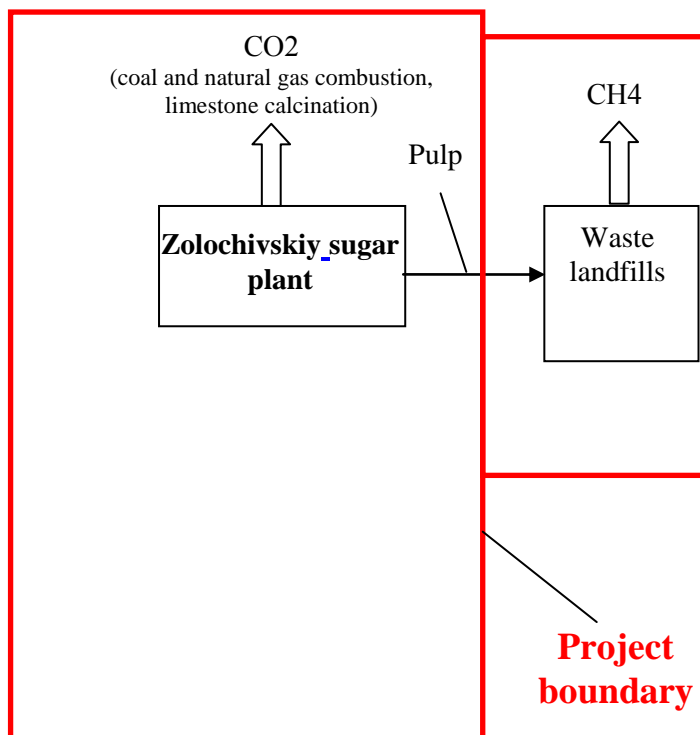 CO2
(coal and natural gas combustion,
limestone calcination)
CH4
Pulp
Zolochivskiy sugar
plant
Waste
landfills
Project
boundary